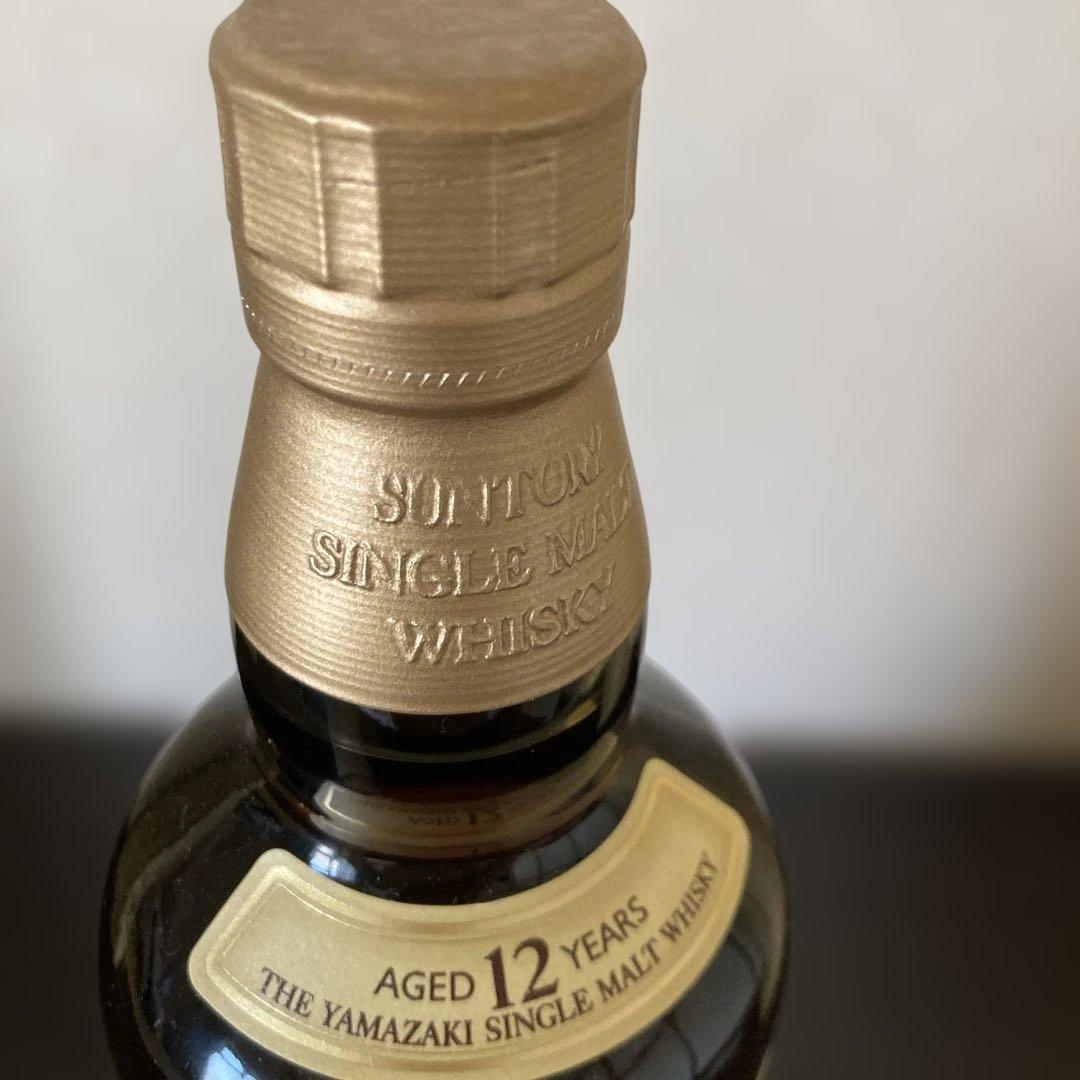 SUNTORY
SINGLE MALT
WHISKY
AGED 12 YEARS
THE YAMAZAKI SINGLE MALT WHISKY